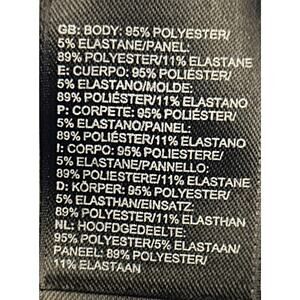 GB: BODY: 95% POLYESTER/
5% ELASTANE/PANEL:
89% POLYESTER/11% ELASTANE
E: CUERPO: 95% POLIÉSTER/
5% ELASTANO/MOLDE:
89% POLIÉSTER/11% ELASTANO
P: CORPETE: 95% POLIÉSTER/
5% ELASTANO/PAINEL:
89% POLIÉSTER/11% ELASTANO
I: CORPO: 95% POLIESTERE/
5% ELASTANE/PANNELLO:
89% POLIESTERE/11% ELASTANE
D: KÖRPER: 95% POLYESTER/
5% ELASTHAN/EINSATZ:
89% POLYESTER/11% ELASTHAN
NL: HOOFDGEDEELTE:
95% POLYESTER/5% ELASTAAN/
PANEEL: 89% POLYESTER/
11% ELASTAAN